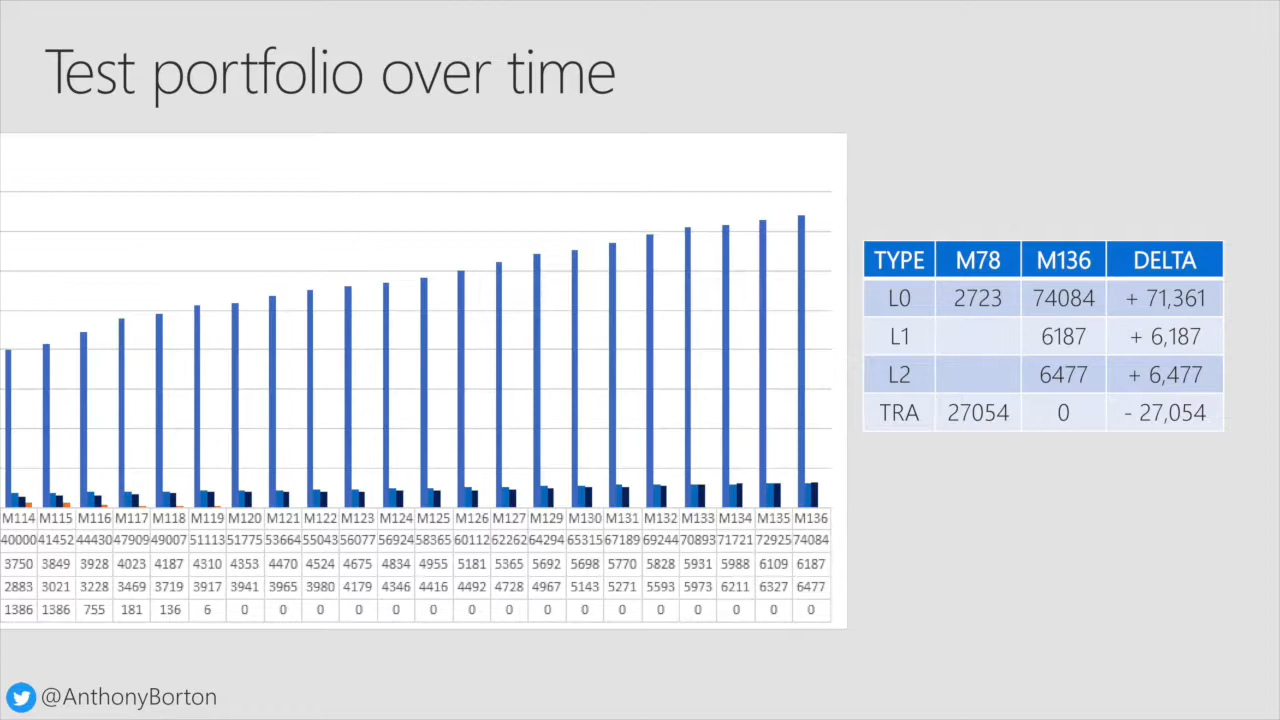 Test portfolio over time
TYPE M78 M136 DELTA
L0 2723 74084 + 71,361
L1 6187 + 6,187
L2 6477 + 6,477
TRA 27054 0 - 27,054
M114 M115 M116 M117 M118 M119 M120 M121 M122 M123 M124 M125 M126 M127 M129 M130 M131 M132 M133 M134 M135 M136
40000 41452 44430 47909 49007 51113 51775 53664 55043 56077 56924 58365 60112 62262 64294 65315 67189 69244 70893 71721 72925 74084
3750 3849 3928 4023 4187 4310 4353 4470 4524 4675 4834 4955 5181 5365 5692 5698 5770 5828 5931 5988 6109 6187
2883 3021 3228 3469 3719 3917 3941 3965 3980 4179 4346 4416 4492 4728 4967 5143 5271 5593 5973 6211 6327 6477
1386 1386 755 181 136 6 0 0 0 0 0 0 0 0 0 0 0 0 0 0 0 0
@AnthonyBorton